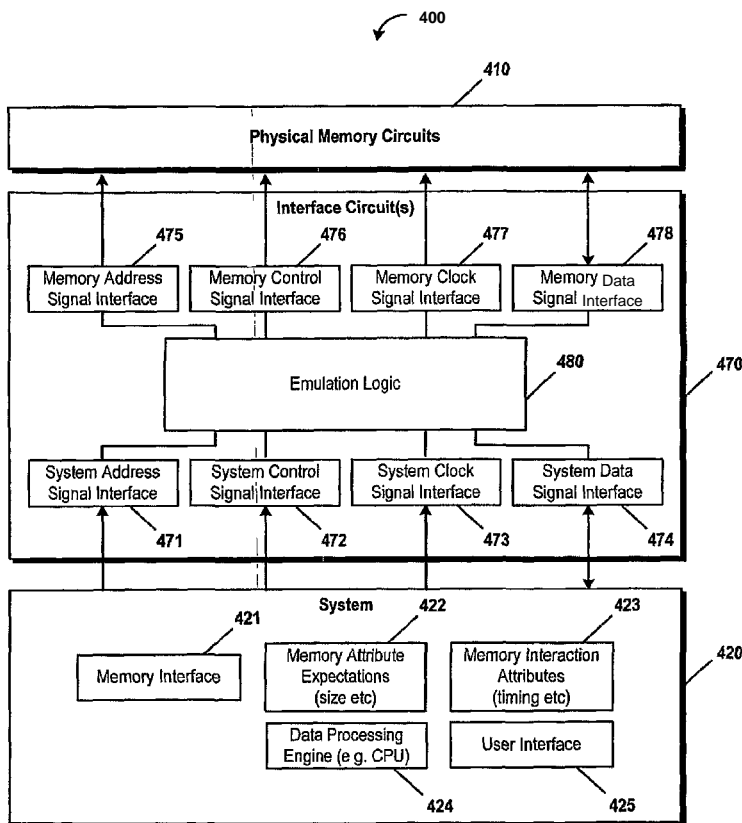 400
410
Physical Memory Circuits
Interface Circuit(s)
475
476
477
478
Memory Address
Signal Interface
Memory Control
Signal Interface
Memory Clock
Signal Interface
Memory Data
Signal Interface
Emulation Logic
480
470
System Address
Signal Interface
System Control
Signal Interface
System Clock
Signal Interface
System Data
Signal Interface
471
472
473
474
System
421
422
423
Memory Interface
Memory Attribute
Expectations
(size etc)
Memory Interaction
Attributes
(timing etc)
420
Data Processing
Engine (e g. CPU)
User Interface
424
425